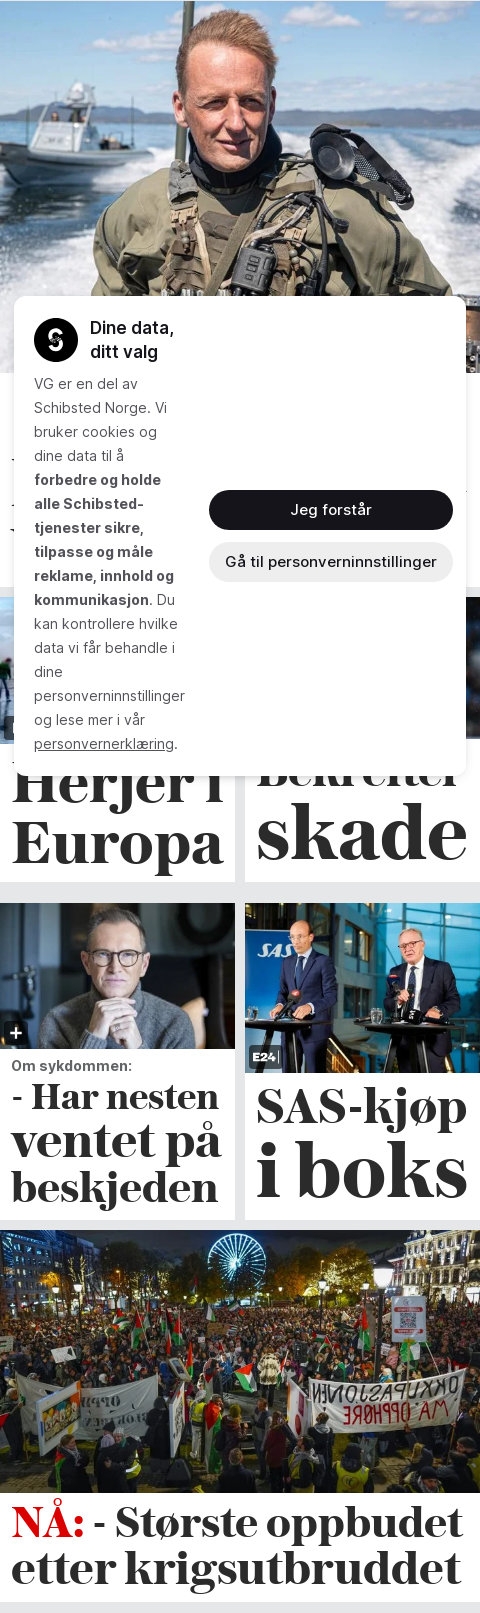 Dine data,
ditt valg
VG er en del av
Schibsted Norge. Vi
bruker cookies og
dine data til å
forbedre og holde
alle Schibsted-
tjenester sikre,
tilpasse og måle
reklame, innhold og
kommunikasjon. Du
kan kontrollere hvilke
data vi får behandle i
dine
personverninnstillinger
og lese mer i vår
personvernerklæring.
Jeg forstår
Gå til personverninnstillinger
Herjer i
Europa
skade
SAS
E24
Om sykdommen:
- Har nesten
ventet på
beskjeden
SAS-kjøp
i boks
OKKUPASJONEN
MÅ OPPHØRE
NÅ: - Største oppbudet
etter krigsutbruddet